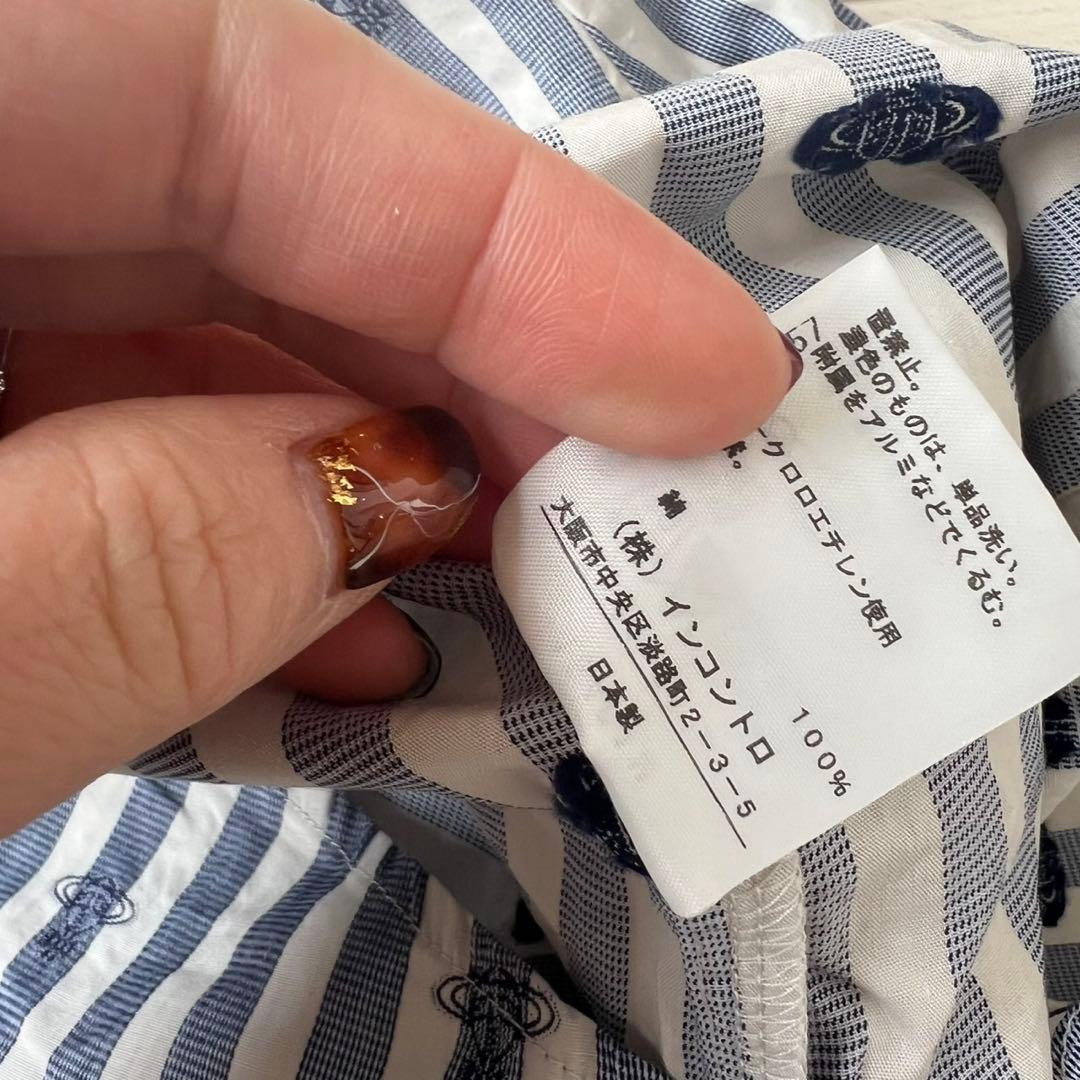 蓄禁止。
濃色のものは、単品洗い。
附属をアルミなどでくるむ。
ークロロエチレン使用
綿 100%
(株)インコントロ
大阪市中央区淡路町2-3-5
日本製